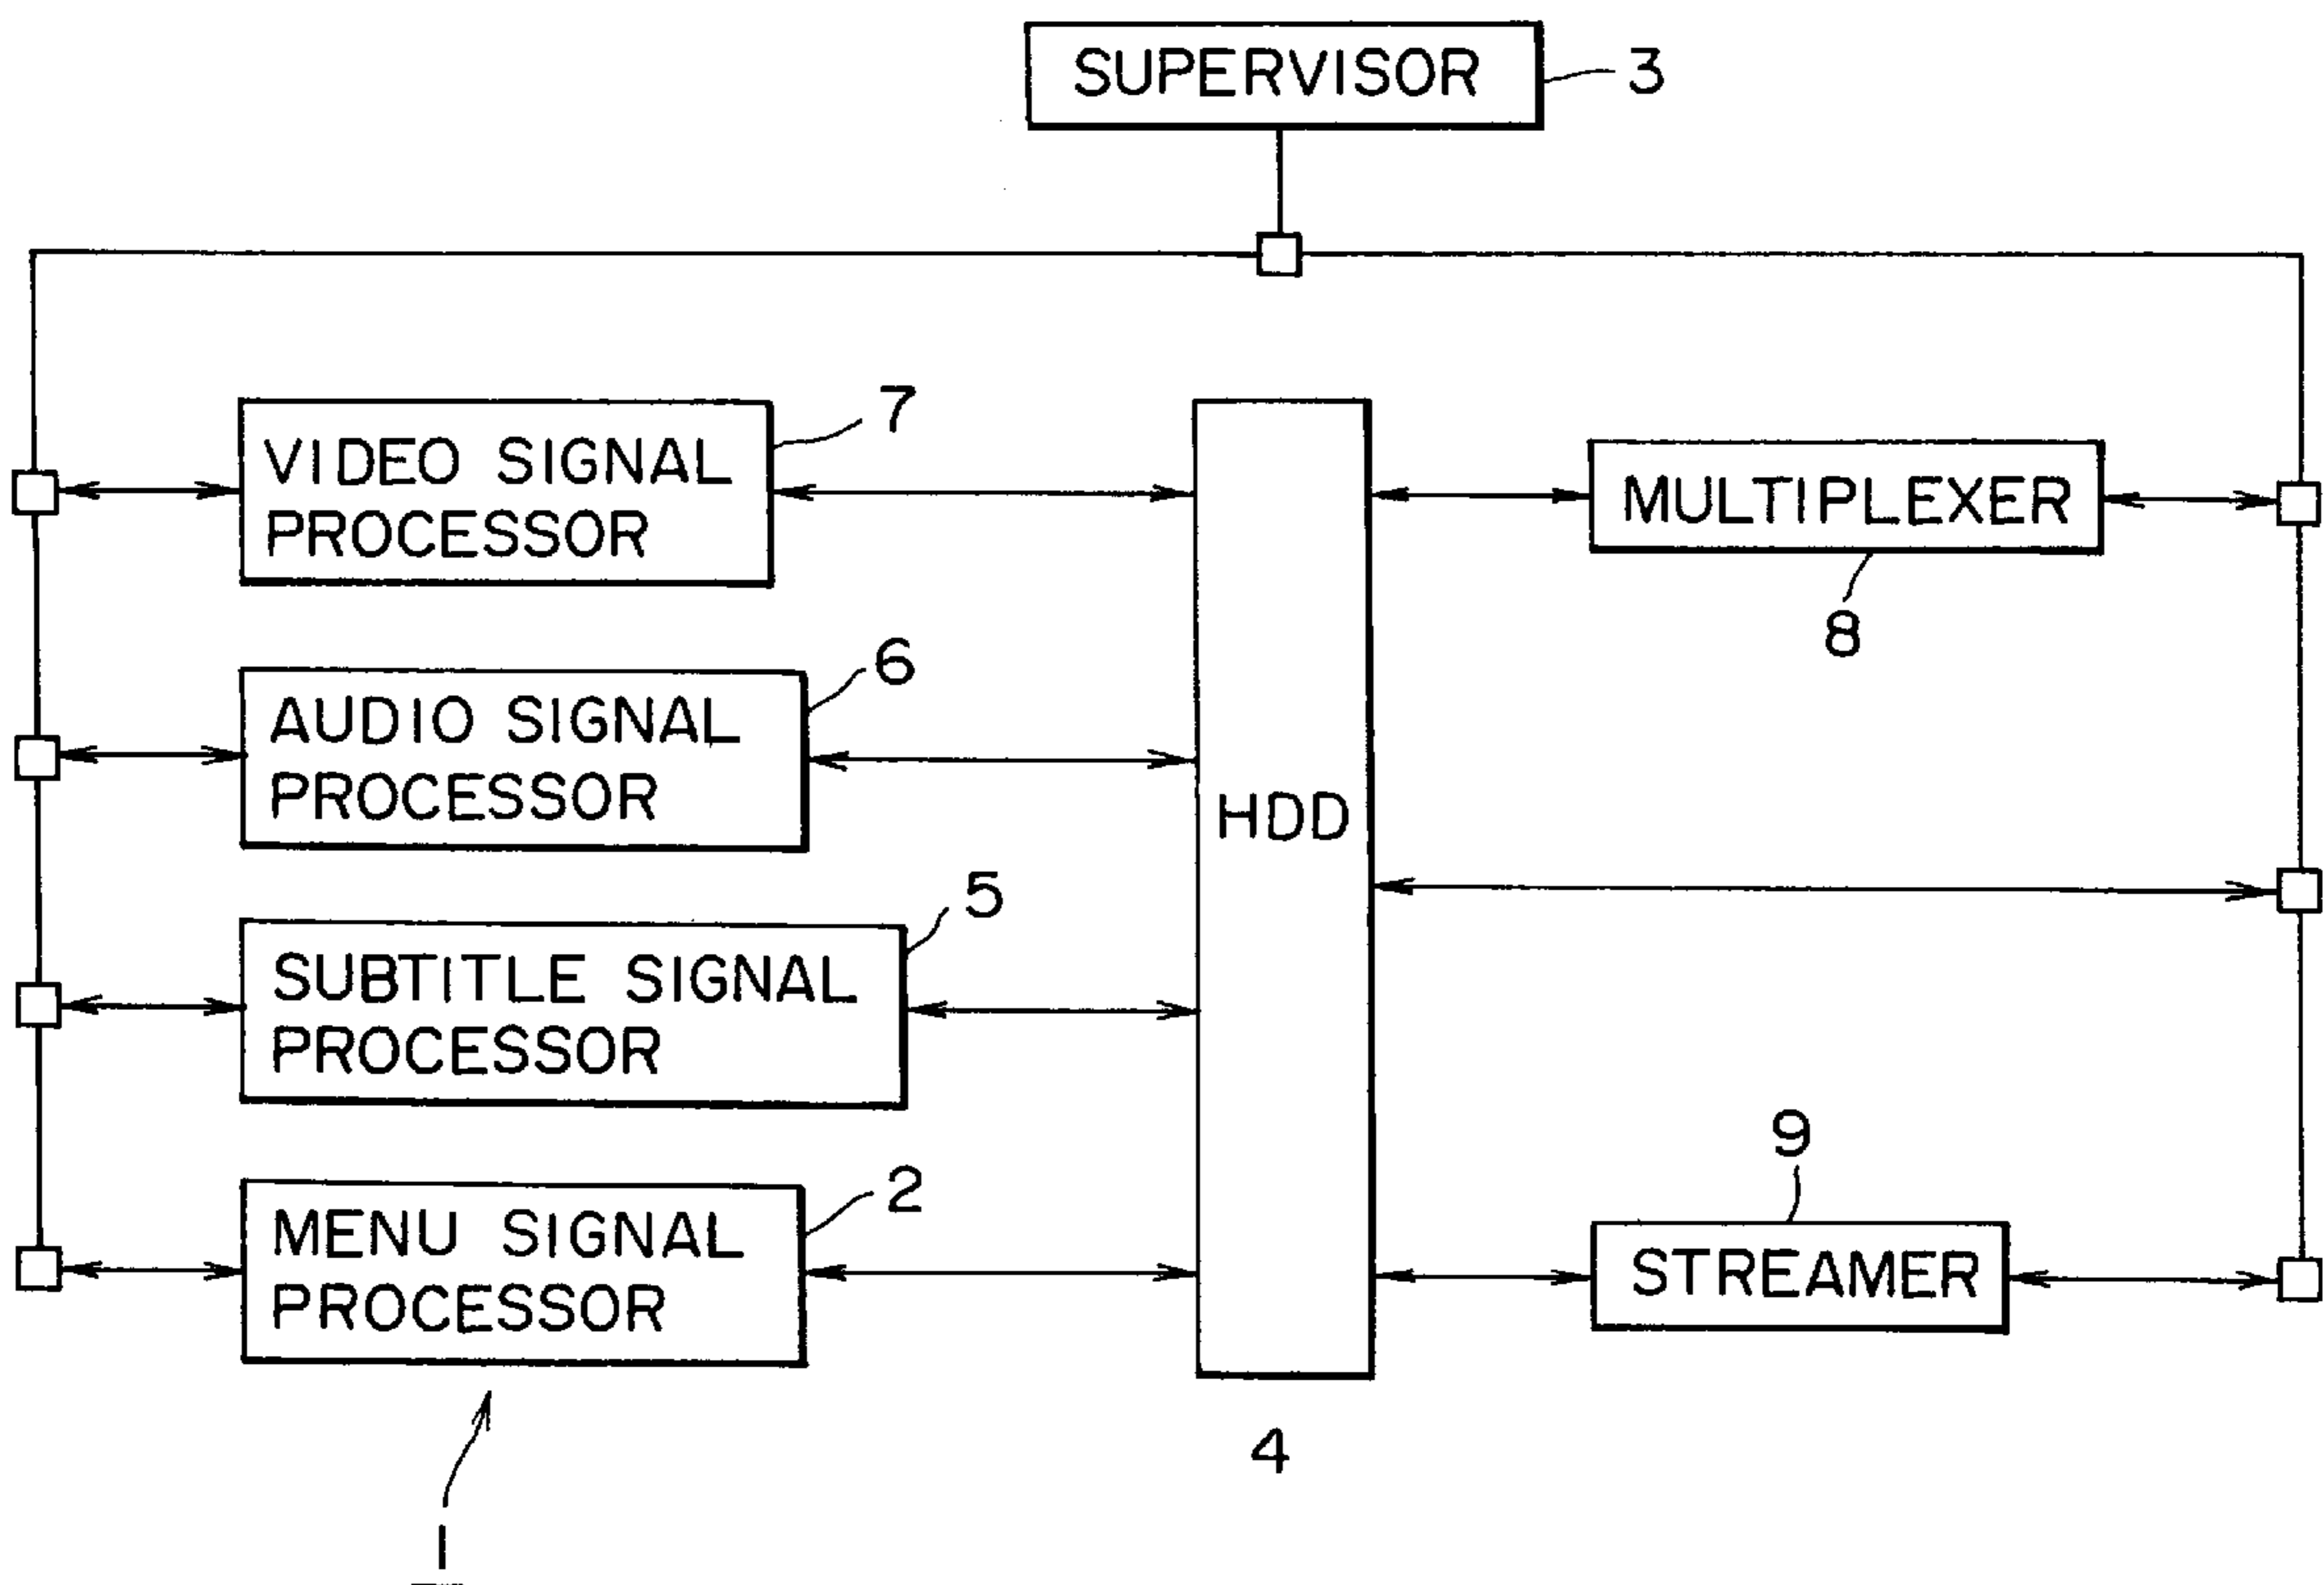 SUPERVISOR
3
VIDEO SIGNAL
PROCESSOR
7
MULTIPLEXER
8
AUDIO SIGNAL
PROCESSOR
6
HDD
SUBTITLE SIGNAL
PROCESSOR
5
MENU SIGNAL
PROCESSOR
2
9
STREAMER
4
1